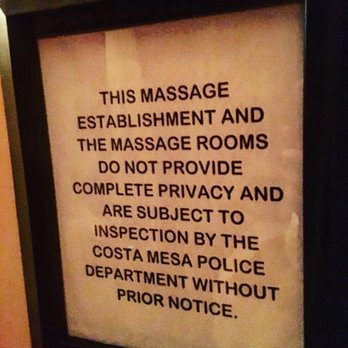 THIS MASSAGE
ESTABLISHMENT AND
THE MASSAGE ROOMS
DO NOT PROVIDE
COMPLETE PRIVACY AND
ARE SUBJECT TO
INSPECTION BY THE
COSTA MESA POLICE
DEPARTMENT WITHOUT
PRIOR NOTICE.